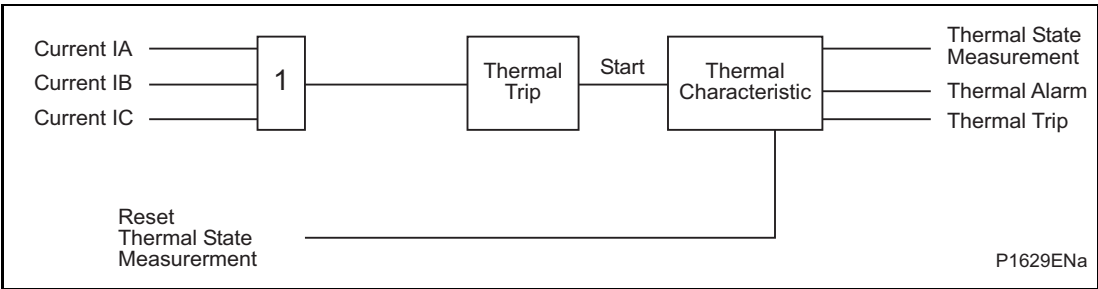 Current IA
Current IB
Current IC
1
Thermal
Trip
Start
Thermal
Characteristic
Thermal State
Measurement
Thermal Alarm
Thermal Trip
Reset
Thermal State
Measurerment
P1629ENa